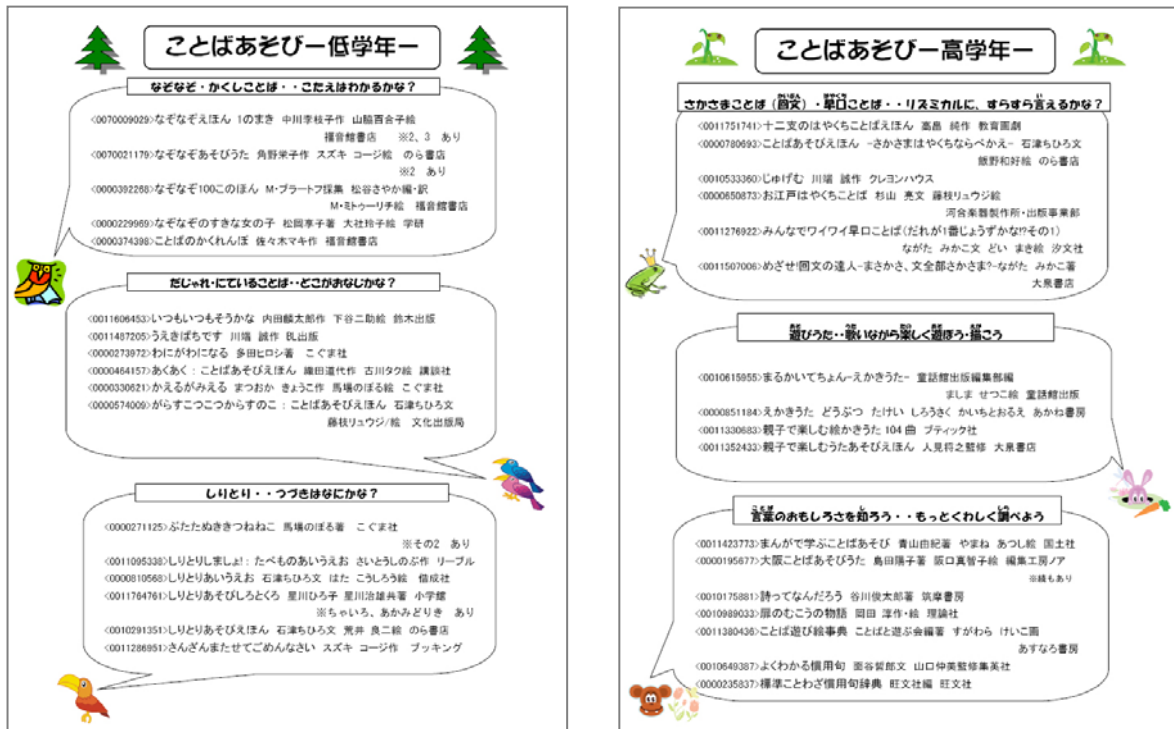 ことばあそびー低学年ー
なぞなぞ・かくしことば・・こたえはわかるかな？
<0070009029>なぞなぞえほん 1のまき 中川李枝子作 山脇百合子絵
福音館書店 ※2、3 あり
<0070021179>なぞなぞあそびうた 角野栄子作 スズキ コージ絵 のら書店
※2 あり
<0000392268>なぞなぞ100このほん M・ブラートフ採集 松谷さやか編・訳
M・ミトゥーリチ絵 福音館書店
<0000229969>なぞなぞのすきな女の子 松岡享子著 大社玲子絵 学研
<0000374398>ことばのかくれんぼ 佐々木マキ作 福音館書店
だじゃれ・にていることば・・どこがおなじかな？
<0011606453>いつもいつもそうかな 内田麟太郎作 下谷二助絵 鈴木出版
<0011487205>うえきばちです 川端 誠作 BL出版
<0000273972>わにがわになる 多田ヒロシ著 こぐま社
<0000464157>あくあく：ことばあそびえほん 織田道代作 古川タク絵 講談社
<0000330621>かえるがみえる まつおか きょうこ作 馬場のぼる絵 こぐま社
<0000574009>がらすこつこつからすのこ：ことばあそびえほん 石津ちひろ文
藤枝リュウジ/絵 文化出版局
しりとり・・つづきはなにかな？
<0000271125>ぶたたぬききつねねこ 馬場のぼる著 こぐま社
※その2 あり
<0011095338>しりとりしましょ!：たべものあいうえお さいとうしのぶ作 リーブル
<0000810568>しりとりあいうえお 石津ちひろ文 はた こうしろう絵 偕成社
<0011764761>しりとりあそびしろとくろ 星川ひろ子 星川治雄共著 小学館
※ちゃいろ、あかみどりき あり
<0010291351>しりとりあそびえほん 石津ちひろ文 荒井 良二絵 のら書店
<0011286951>さんざんまたせてごめんなさい スズキ コージ作 ブッキング
ことばあそびー高学年ー
さかさまことば（回文）・早口ことば・・リズミカルに、すらすら言えるかな？
<0011751741>十二支のはやくちことばえほん 高畠 純作 教育画劇
<0000780693>ことばあそびえほん -さかさまはやくちならべかえ- 石津ちひろ文
飯野和好絵 のら書店
<0010533360>じゅげむ 川端 誠作 クレヨンハウス
<0000650873>お江戸はやくちことば 杉山 亮文 藤枝リュウジ絵
河合楽器製作所・出版事業部
<0011276922>みんなでワイワイ早口ことば(だれが1番じょうずかな!?その1)
ながた みかこ文 どい まき絵 汐文社
<0011507006>めざせ!回文の達人-まさかさ、文全部さかさま?-ながた みかこ著
大泉書店
遊びうた・・歌いながら楽しく遊ぼう・描こう
<0010615955>まるかいてちょん-えかきうた- 童話館出版編集部編
ましま せつこ絵 童話館出版
<0000851184>えかきうた どうぶつ たけい しろうさく かいちとおるえ あかね書房
<0011330683>親子で楽しむ絵かきうた 104 曲 ブティック社
<0011352433>親子で楽しむうたあそびえほん 人見将之監修 大泉書店
言葉のおもしろさを知ろう・・もっとくわしく調べよう
<0011423773>まんがで学ぶことばあそび 青山由紀著 やまね あつし絵 国土社
<0000195677>大阪ことばあそびうた 島田陽子著 阪口真智子絵 編集工房ノア
※続もあり
<0010175881>詩ってなんだろう 谷川俊太郎著 筑摩書房
<0010989033>扉のむこうの物語 岡田 淳作・絵 理論社
<0011380436>ことば遊び絵事典 ことばと遊ぶ会編著 すがわら けいこ画
あすなろ書房
<0010649387>よくわかる慣用句 面谷哲郎文 山口仲美監修集英社
<0000235837>標準ことわざ慣用句辞典 旺文社編 旺文社